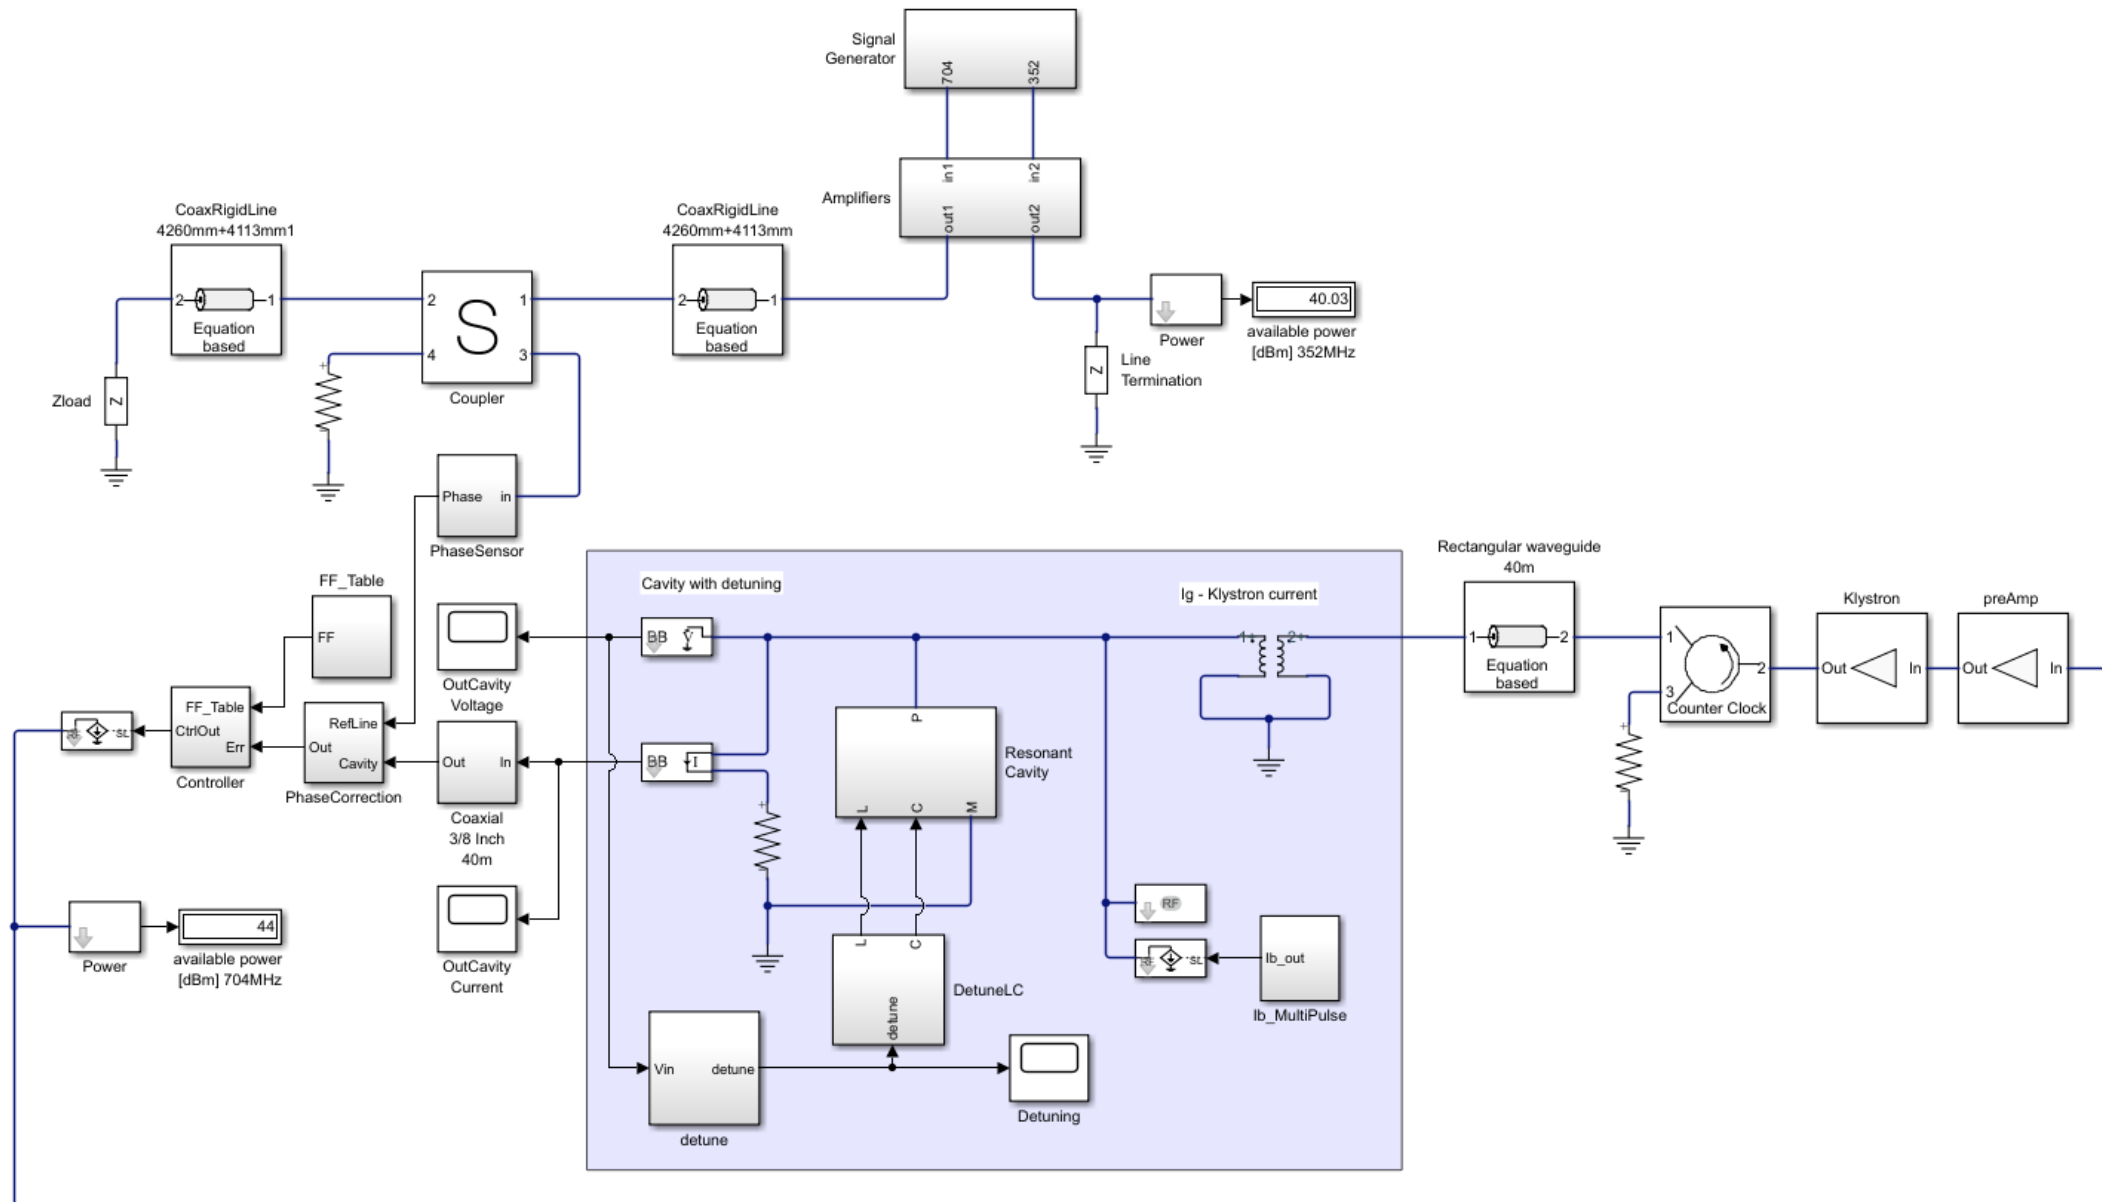 Signal
Generator
704
352
in1
in2
Amplifiers
out1
out2
CoaxRigidLine
4260mm+4113mm1
2
1
Equation
based
CoaxRigidLine
4260mm+4113mm
2
1
Equation
based
2
1
4
3
S
Coupler
Zload
Z
+
Power
40.03
available power
[dBm] 352MHz
Z
Line
Termination
Phase
in
PhaseSensor
FF_Table
FF
FF_Table
CtrlOut
Err
Controller
RefLine
Out
Cavity
PhaseCorrection
SL
OutCavity
Voltage
Out
In
Coaxial
3/8 Inch
40m
OutCavity
Current
Power
44
available power
[dBm] 704MHz
Cavity with detuning
Ig - Klystron current
BB
V
BB
I
+
P
L
C
M
Resonant
Cavity
1+
2+
L
C
detune
DetuneLC
Vin
detune
detune
Detuning
RF
SL
Ib_out
Ib_MultiPulse
Rectangular waveguide
40m
1
2
Equation
based
1
2
3
Counter Clock
+
Klystron
Out
In
preAmp
Out
In